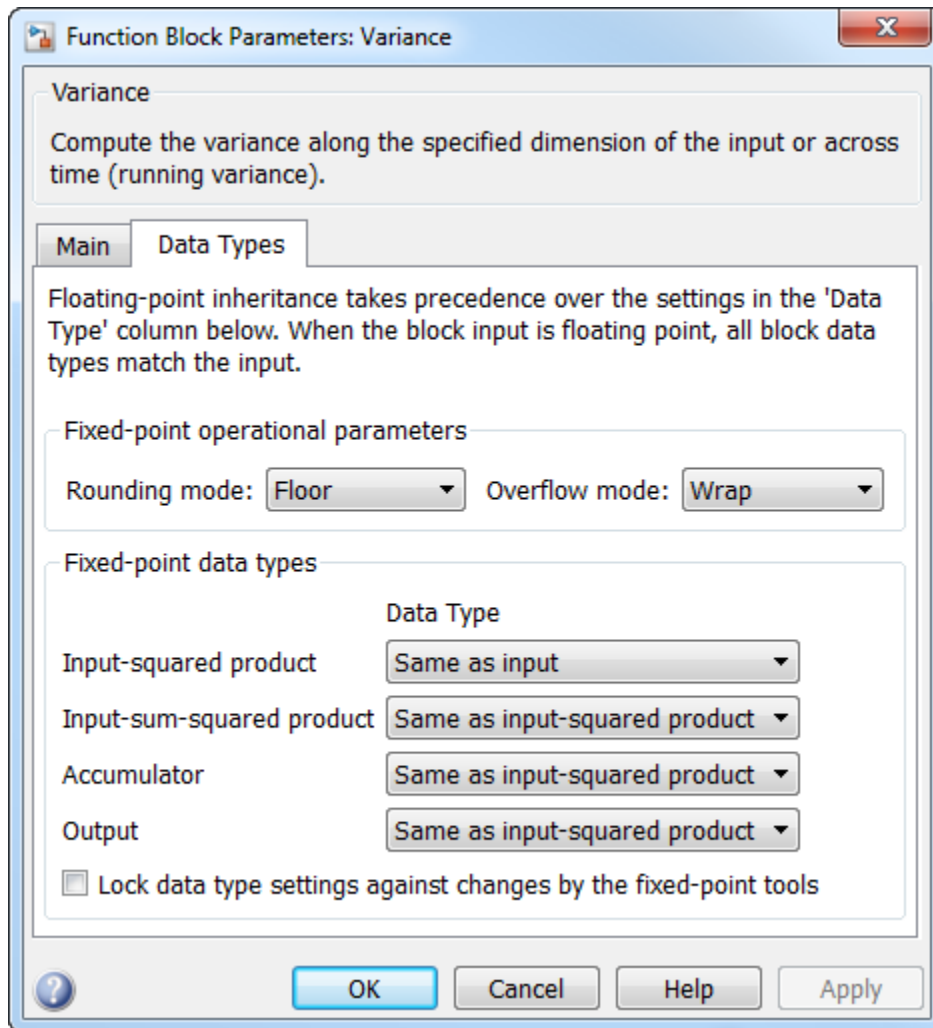 Function Block Parameters: Variance
Variance
Compute the variance along the specified dimension of the input or across
time (running variance).
Main Data Types
Floating-point inheritance takes precedence over the settings in the 'Data
Type' column below. When the block input is floating point, all block data
types match the input.
Fixed-point operational parameters
Rounding mode: Floor Overflow mode: Wrap
Fixed-point data types
Data Type
Input-squared product Same as input
Input-sum-squared product Same as input-squared product
Accumulator Same as input-squared product
Output Same as input-squared product
Lock data type settings against changes by the fixed-point tools
? OK Cancel Help Apply